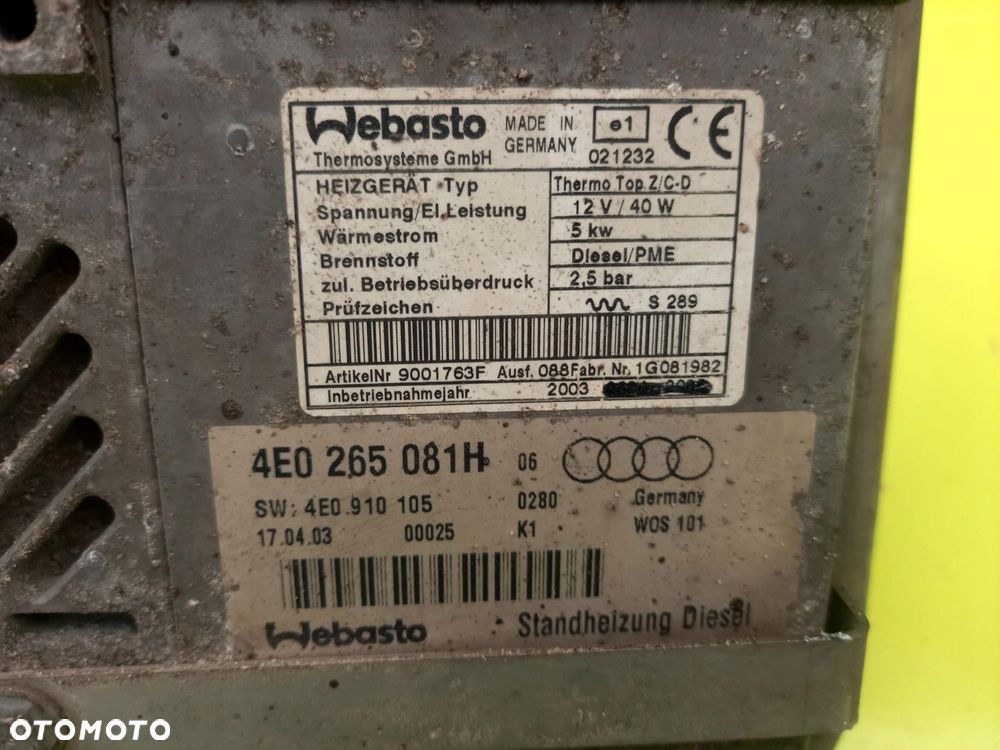 Webasto MADE IN GERMANY e1 CE
Thermosysteme GmbH 021232
HEIZGERÄT Typ Thermo Top Z/C-D
Spannung/El.Leistung 12 V / 40 W
Wärmestrom 5 kw
Brennstoff Diesel/PME
zul. Betriebsüberdruck 2,5 bar
Prüfzeichen S 289
ArtikelNr 9001763F Ausf. 088 Fabr. Nr. 1G081982
Inbetriebnahmejahr 2003
4E0 265 081H 06
SW: 4E0 910 105 0280 Germany
17.04.03 00025 K1 WOS 101
Webasto Standheizung Diesel
OTOMOTO